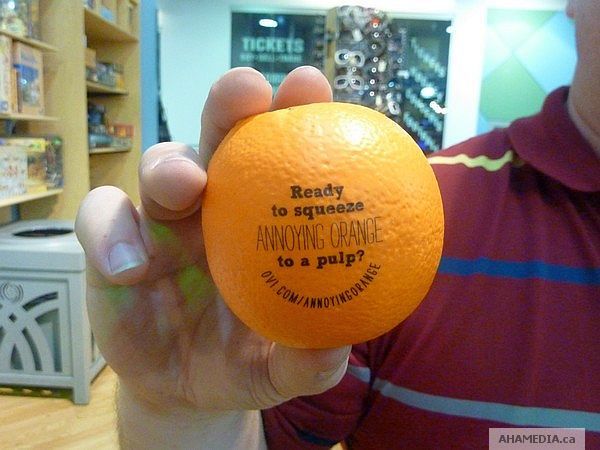 TICKETS
Ready
to squeeze
ANNOYING ORANGE
to a pulp?
OVI.COM/ANNOYINGORANGE
AHAMEDIA.ca